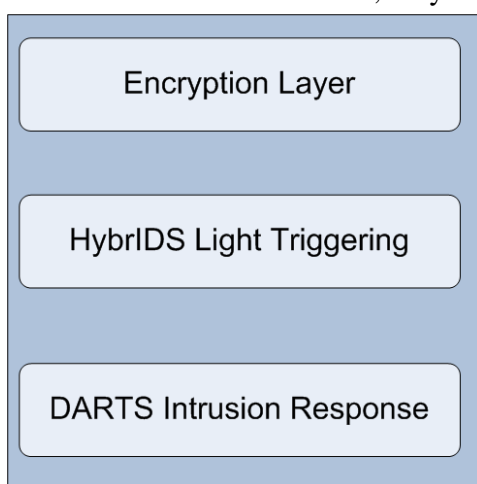 Encryption Layer
HybrIDS Light Triggering
DARTS Intrusion Response